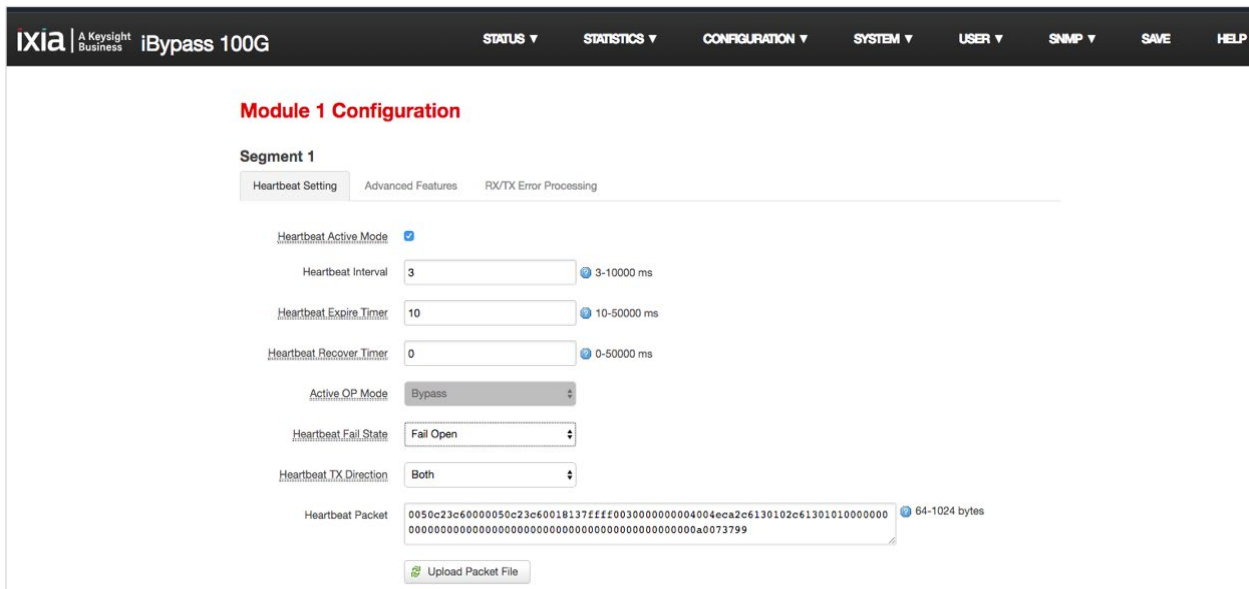 ixia A Keysight Business iBypass 100G STATUS ▼ STATISTICS ▼ CONFIGURATION ▼ SYSTEM ▼ USER ▼ SNMP ▼ SAVE HELP
Module 1 Configuration
Segment 1
Heartbeat Setting Advanced Features RX/TX Error Processing
Heartbeat Active Mode
Heartbeat Interval 3 3-10000 ms
Heartbeat Expire Timer 10 10-50000 ms
Heartbeat Recover Timer 0 0-50000 ms
Active OP Mode Bypass
Heartbeat Fail State Fail Open
Heartbeat TX Direction Both
Heartbeat Packet 0050c23c60000050c23c60018137ffff0030000000004004eca2c6130102c61301010000000 64-1024 bytes
000000000000000000000000000000000000000000000000000a0073799
Upload Packet File